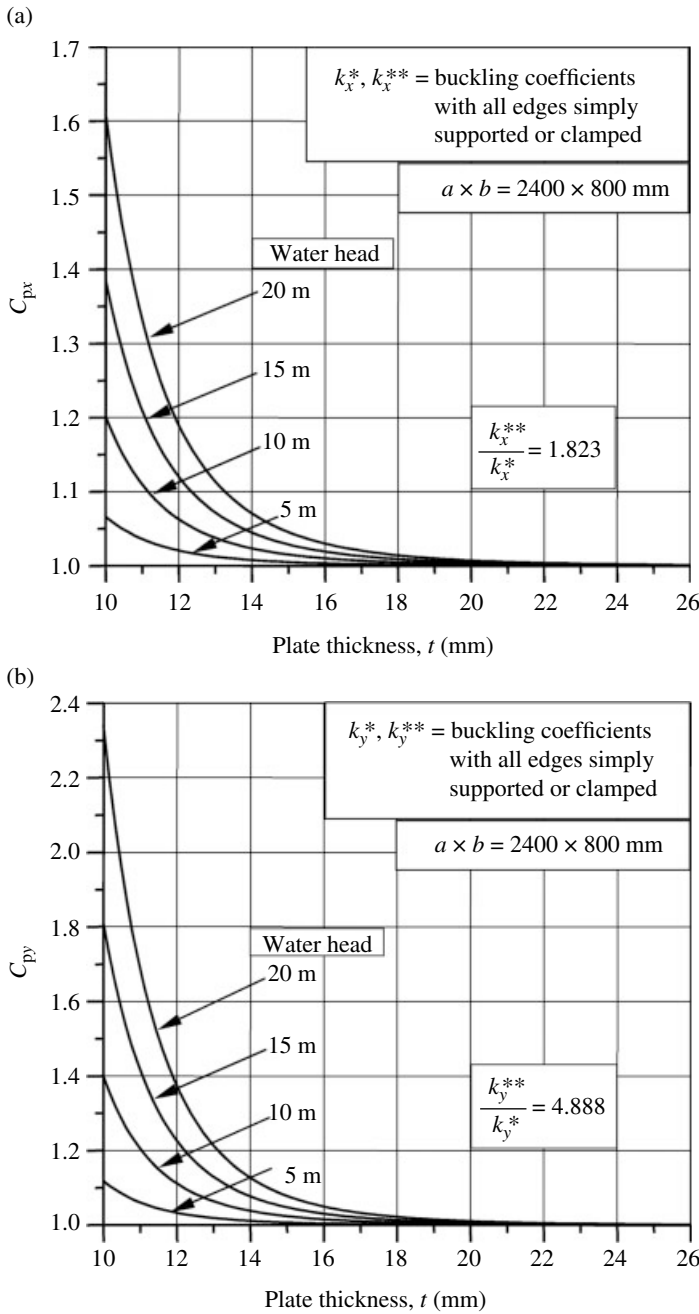 (a)
1.7
1.6
1.5
1.4
1.3
1.2
1.1
1.0
C_px
k_x^*, k_x^** = buckling coefficients
with all edges simply
supported or clamped
a × b = 2400 × 800 mm
Water head
20 m
15 m
10 m
5 m
k_x^**/k_x^* = 1.823
10 12 14 16 18 20 22 24 26
Plate thickness, t (mm)
(b)
2.4
2.2
2.0
1.8
1.6
1.4
1.2
1.0
C_py
k_y^*, k_y^** = buckling coefficients
with all edges simply
supported or clamped
a × b = 2400 × 800 mm
Water head
20 m
15 m
10 m
5 m
k_y^**/k_y^* = 4.888
10 12 14 16 18 20 22 24 26
Plate thickness, t (mm)